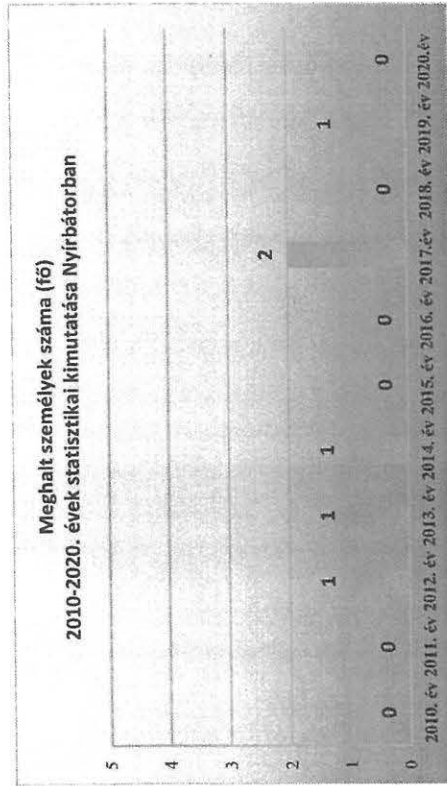 Meghalt személyek száma (fő)
2010-2020. évek statisztikai kimutatása Nyírbátorban
5
4
3
2
1
0
0 0 1 1 1 0 0 2 0 1 0
2010. év 2011. év 2012. év 2013. év 2014. év 2015. év 2016. év 2017.év 2018. év 2019. év 2020.év